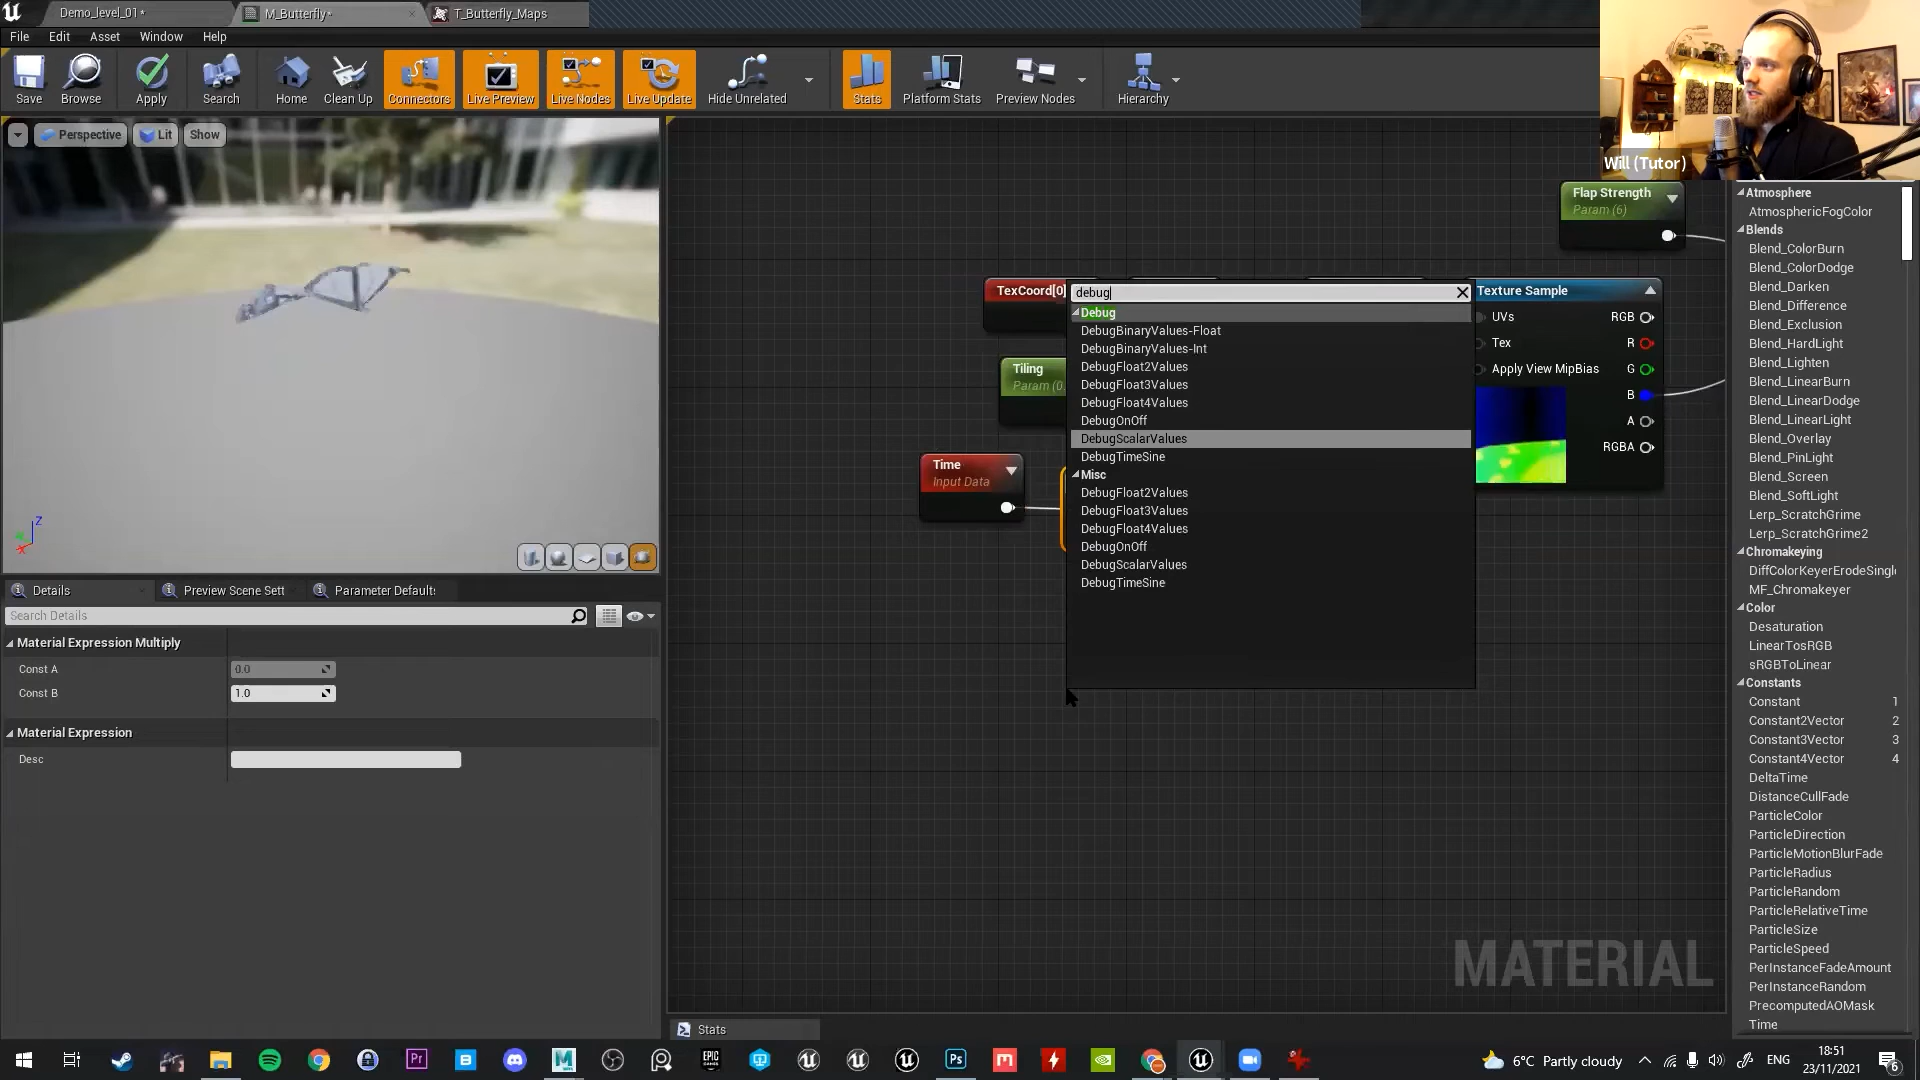 Demo_level_01*
M_Butterfly*
T_Butterfly_Maps
File
Edit
Asset
Window
Help
Save
Browse
Apply
Search
Home
Clean Up
Connectors
Live Preview
Live Nodes
Live Update
Hide Unrelated
Stats
Platform Stats
Preview Nodes
Hierarchy
Will (Tutor)
Perspective
Lit
Show
Z
X
Details
Preview Scene Sett
Parameter Defaults
Search Details
Material Expression Multiply
Const A
0.0
Const B
1.0
Material Expression
Desc
Flap Strength
Param (6)
TexCoord[0]
Tiling
Param (0
Time
Input Data
debug
Debug
DebugBinaryValues-Float
DebugBinaryValues-Int
DebugFloat2Values
DebugFloat3Values
DebugFloat4Values
DebugOnOff
DebugScalarValues
DebugTimeSine
Misc
DebugFloat2Values
DebugFloat3Values
DebugFloat4Values
DebugOnOff
DebugScalarValues
DebugTimeSine
Texture Sample
UVs
RGB
Tex
R
Apply View MipBias
G
B
A
RGBA
MATERIAL
Stats
Atmosphere
AtmosphericFogColor
Blends
Blend_ColorBurn
Blend_ColorDodge
Blend_Darken
Blend_Difference
Blend_Exclusion
Blend_HardLight
Blend_Lighten
Blend_LinearBurn
Blend_LinearDodge
Blend_LinearLight
Blend_Overlay
Blend_PinLight
Blend_Screen
Blend_SoftLight
Lerp_ScratchGrime
Lerp_ScratchGrime2
Chromakeying
DiffColorKeyerErodeSingle
MF_Chromakeyer
Color
Desaturation
LinearTosRGB
sRGBToLinear
Constants
Constant 1
Constant2Vector 2
Constant3Vector 3
Constant4Vector 4
DeltaTime
DistanceCullFade
ParticleColor
ParticleDirection
ParticleMotionBlurFade
ParticleRadius
ParticleRandom
ParticleRelativeTime
ParticleSize
ParticleSpeed
PerInstanceFadeAmount
PerInstanceRandom
PrecomputedAOMask
Time
6°C Partly cloudy
ENG
18:51
23/11/2021
6